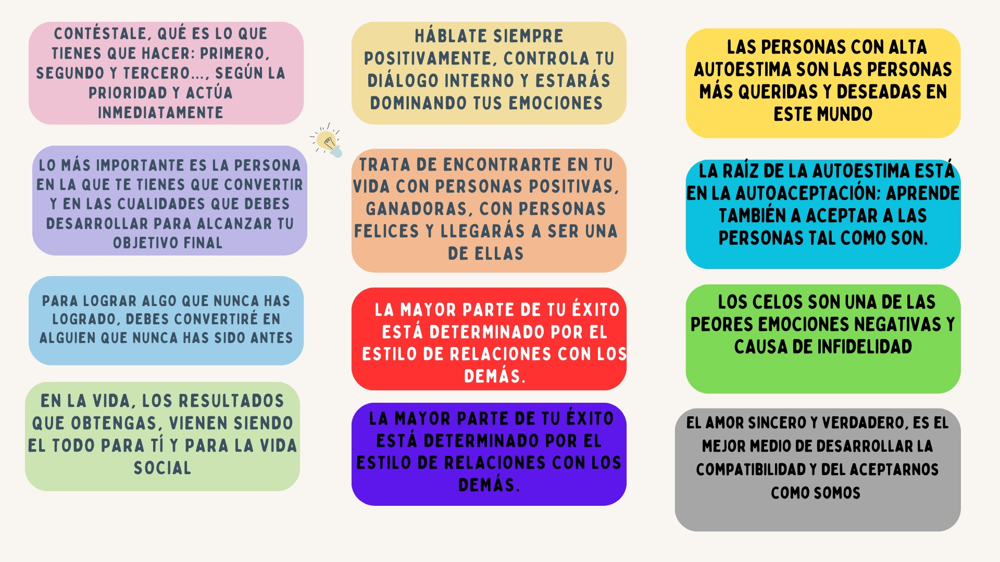 CONTÉSTALE, QUÉ ES LO QUE
TIENES QUE HACER: PRIMERO,
SEGUNDO Y TERCERO..., SEGÚN LA
PRIORIDAD Y ACTÚA
INMEDIATAMENTE
LO MÁS IMPORTANTE ES LA PERSONA
EN LA QUE TE TIENES QUE CONVERTIR
Y EN LAS CUALIDADES QUE DEBES
DESARROLLAR PARA ALCANZAR TU
OBJETIVO FINAL
PARA LOGRAR ALGO QUE NUNCA HAS
LOGRADO, DEBES CONVERTIRÉ EN
ALGUIEN QUE NUNCA HAS SIDO ANTES
EN LA VIDA, LOS RESULTADOS
QUE OBTENGAS, VIENEN SIENDO
EL TODO PARA TÍ Y PARA LA VIDA
SOCIAL
HÁBLATE SIEMPRE
POSITIVAMENTE, CONTROLA TU
DIÁLOGO INTERNO Y ESTARÁS
DOMINANDO TUS EMOCIONES
TRATA DE ENCONTRARTE EN TU
VIDA CON PERSONAS POSITIVAS,
GANADORAS, CON PERSONAS
FELICES Y LLEGARÁS A SER UNA
DE ELLAS
LA MAYOR PARTE DE TU ÉXITO
ESTÁ DETERMINADO POR EL
ESTILO DE RELACIONES CON LOS
DEMÁS.
LA MAYOR PARTE DE TU ÉXITO
ESTÁ DETERMINADO POR EL
ESTILO DE RELACIONES CON LOS
DEMÁS.
LAS PERSONAS CON ALTA
AUTOESTIMA SON LAS PERSONAS
MÁS QUERIDAS Y DESEADAS EN
ESTE MUNDO
LA RAÍZ DE LA AUTOESTIMA ESTÁ
EN LA AUTOACEPTACIÓN: APRENDE
TAMBIÉN A ACEPTAR A LAS
PERSONAS TAL COMO SON.
LOS CELOS SON UNA DE LAS
PEORES EMOCIONES NEGATIVAS Y
CAUSA DE INFIDELIDAD
EL AMOR SINCERO Y VERDADERO, ES EL
MEJOR MEDIO DE DESARROLLAR LA
COMPATIBILIDAD Y DEL ACEPTARNOS
COMO SOMOS